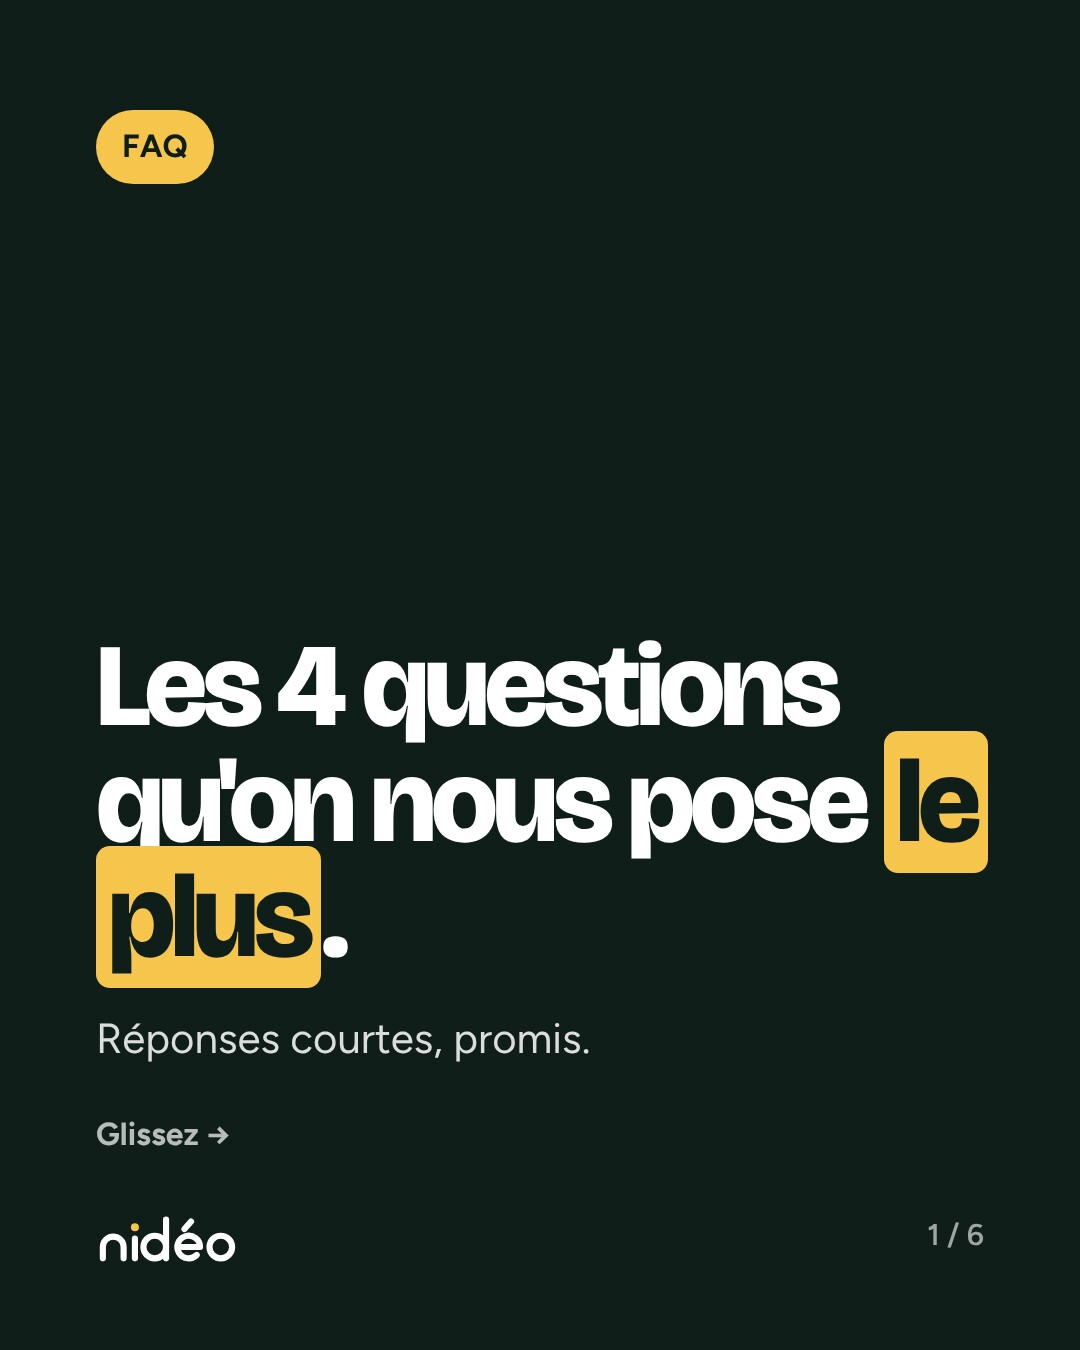 FAQ
Les 4 questions
qu'on nous pose le
plus.
Réponses courtes, promis.
Glissez →
nidéo
1 / 6